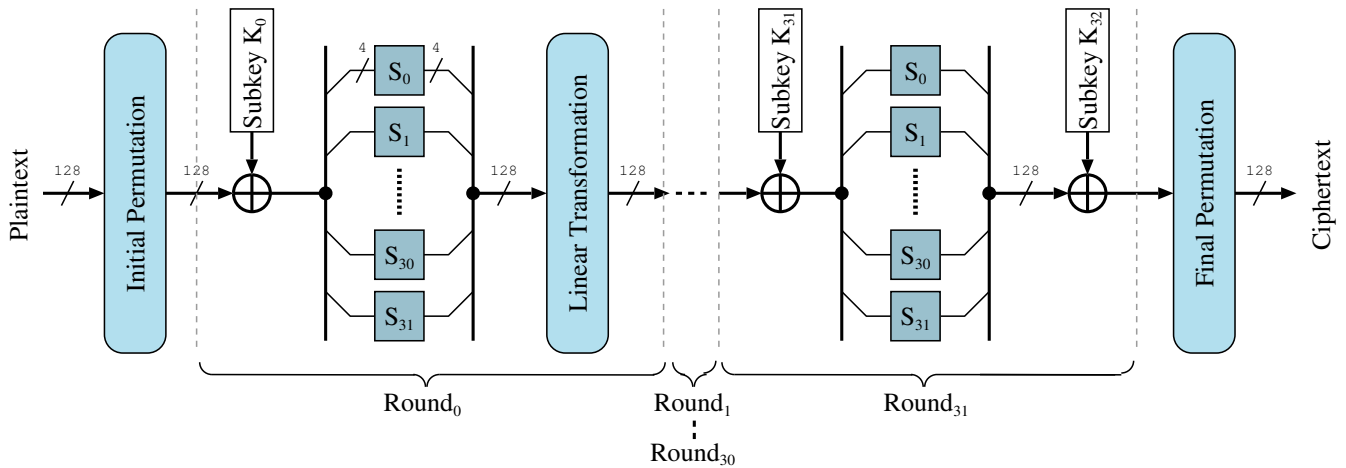 Plaintext
128
Initial Permutation
128
Subkey K₀
4
S₀
4
S₁
S₃₀
S₃₁
128
Linear Transformation
128
Subkey K₃₁
S₀
S₁
S₃₀
S₃₁
128
Subkey K₃₂
Final Permutation
128
Ciphertext
Round₀
Round₁
Round₃₁
Round₃₀